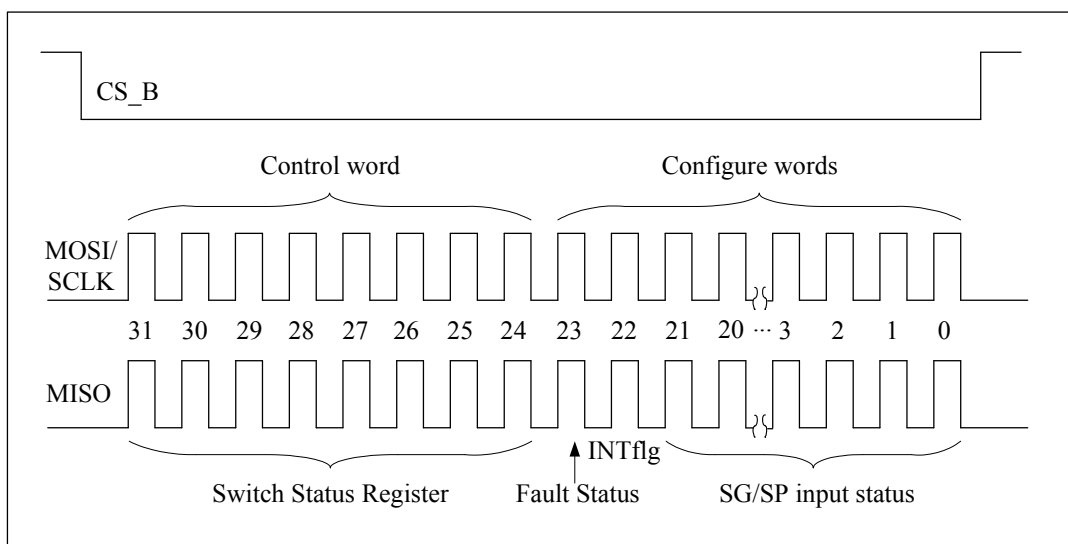 CS_B
Control word Configure words
MOSI/
SCLK
31 30 29 28 27 26 25 24 23 22 21 20 ... 3 2 1 0
MISO
INTflg
Switch Status Register Fault Status SG/SP input status